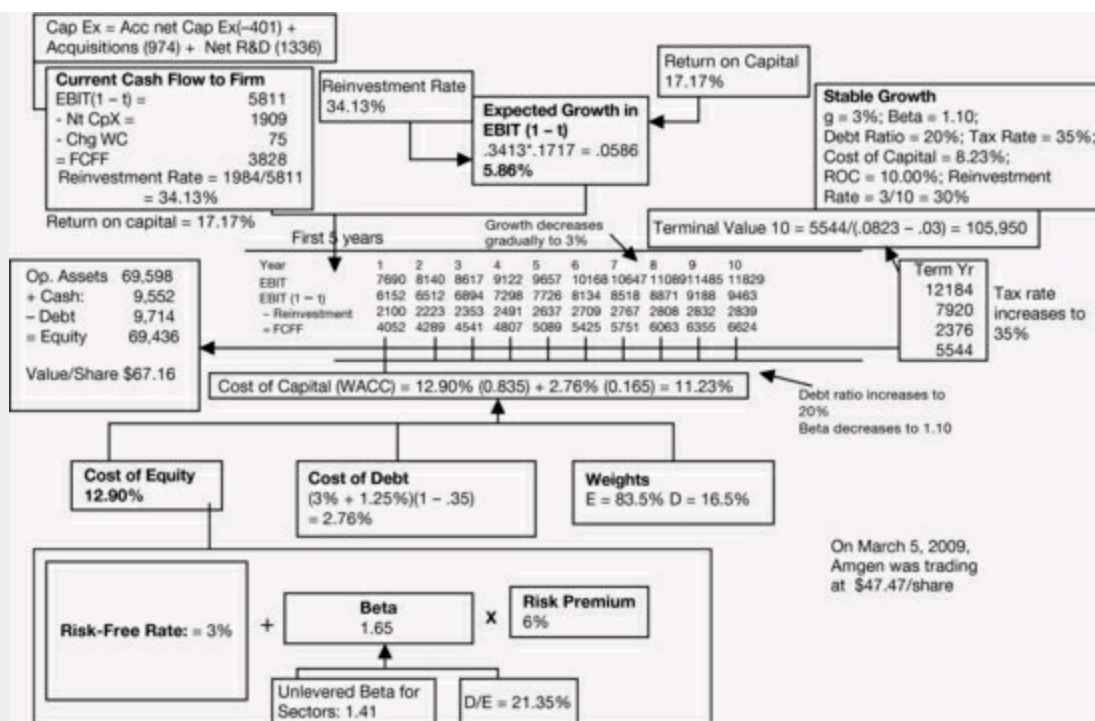 Cap Ex = Acc net Cap Ex(–401) +
Acquisitions (974) + Net R&D (1336)
Current Cash Flow to Firm
EBIT(1 – t) = 5811
- Nt CpX = 1909
- Chg WC 75
= FCFF 3828
Reinvestment Rate = 1984/5811
= 34.13%
Return on capital = 17.17%
Reinvestment Rate
34.13%
Expected Growth in
EBIT (1 – t)
.3413*.1717 = .0586
5.86%
Return on Capital
17.17%
Stable Growth
g = 3%; Beta = 1.10;
Debt Ratio = 20%; Tax Rate = 35%;
Cost of Capital = 8.23%;
ROC = 10.00%; Reinvestment
Rate = 3/10 = 30%
First 5 years
Growth decreases
gradually to 3%
Terminal Value 10 = 5544/(.0823 – .03) = 105,950
Op. Assets 69,598
+ Cash: 9,552
– Debt 9,714
= Equity 69,436
Value/Share $67.16
Year 1 2 3 4 5 6 7 8 9 10
EBIT 7690 8140 8617 9122 9657 10168 10647 11089 11485 11829
EBIT (1 – t) 6152 6512 6894 7298 7726 8134 8518 8871 9188 9463
– Reinvestment 2100 2223 2353 2491 2637 2709 2767 2808 2832 2839
= FCFF 4052 4289 4541 4807 5089 5425 5751 6063 6355 6624
Term Yr
12184
7920
2376
5544
Tax rate
increases to
35%
Cost of Capital (WACC) = 12.90% (0.835) + 2.76% (0.165) = 11.23%
Debt ratio increases to
20%
Beta decreases to 1.10
Cost of Equity
12.90%
Cost of Debt
(3% + 1.25%)(1 – .35)
= 2.76%
Weights
E = 83.5% D = 16.5%
On March 5, 2009,
Amgen was trading
at $47.47/share
Risk-Free Rate: = 3%
+
Beta
1.65
X
Risk Premium
6%
Unlevered Beta for
Sectors: 1.41
D/E = 21.35%